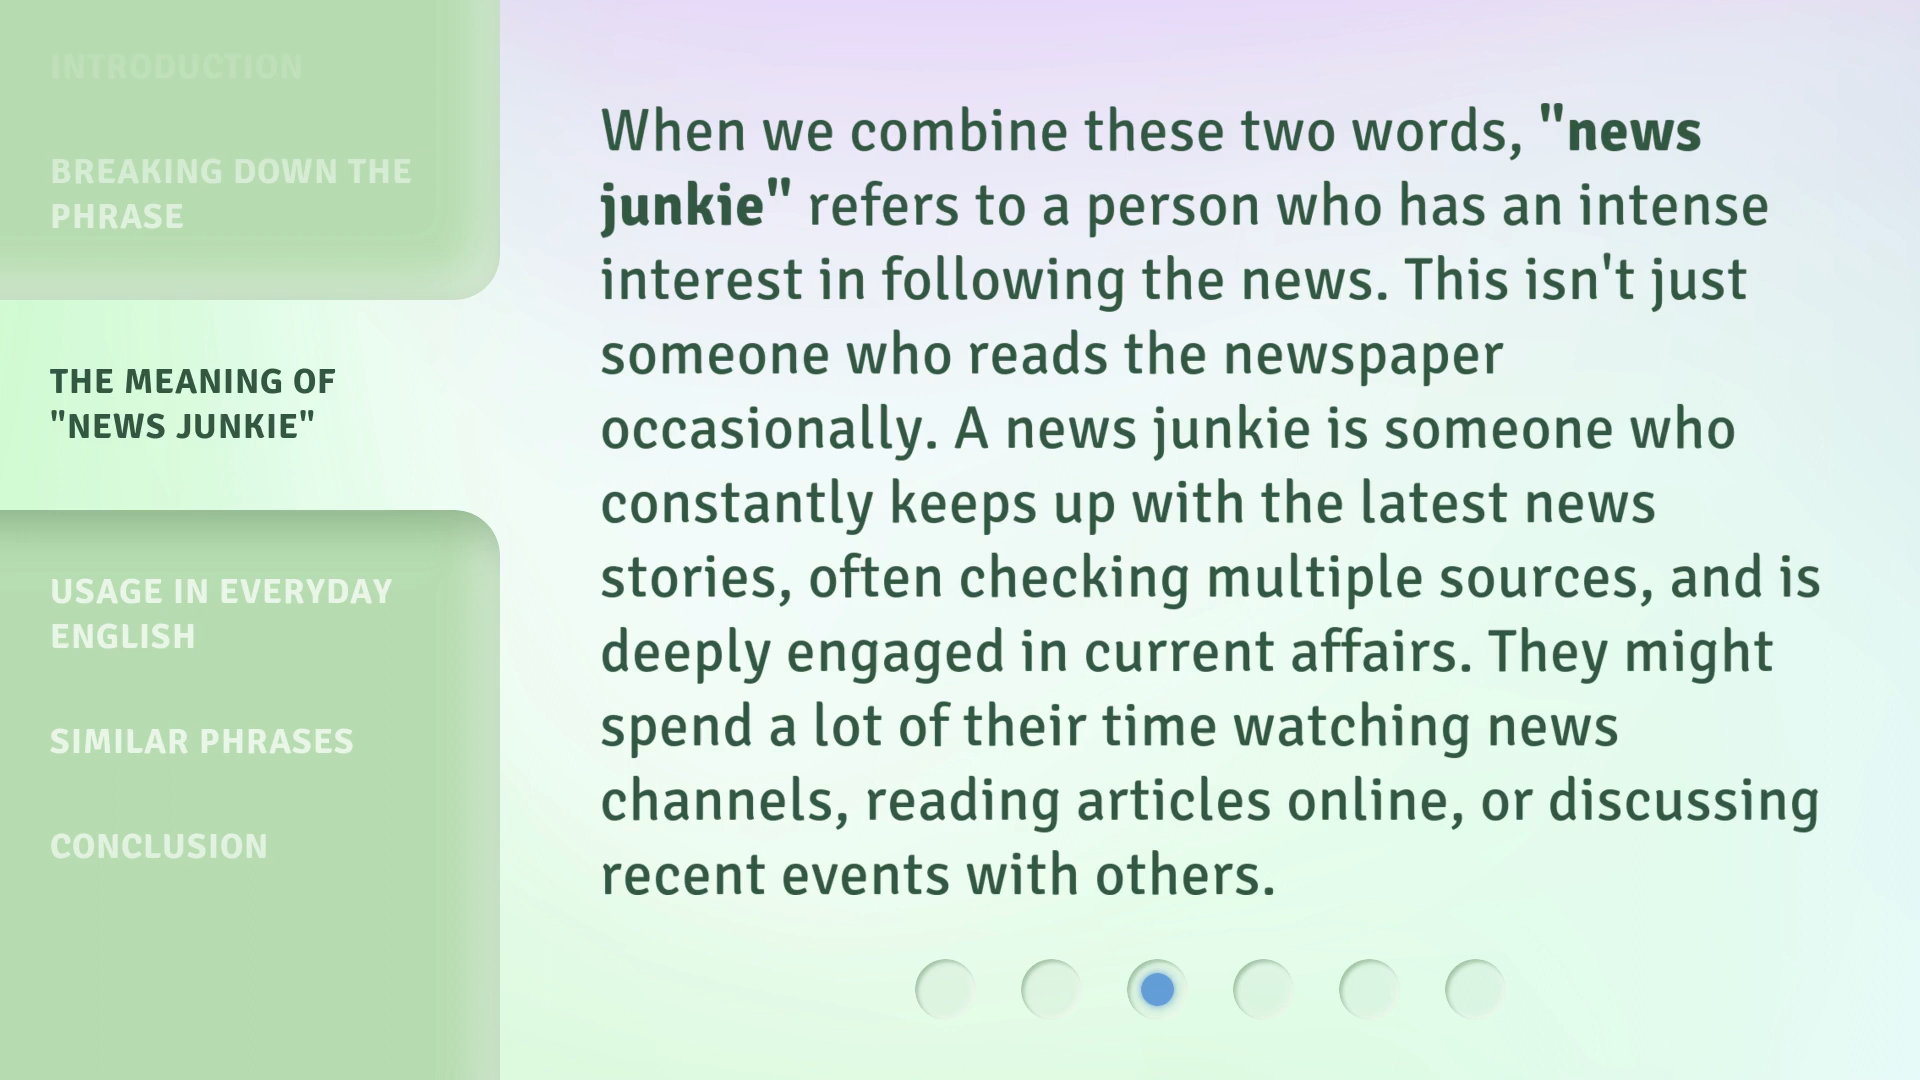 INTRODUCTION
BREAKING DOWN THE
PHRASE
THE MEANING OF
"NEWS JUNKIE"
USAGE IN EVERYDAY
ENGLISH
SIMILAR PHRASES
CONCLUSION
When we combine these two words, "news
junkie" refers to a person who has an intense
interest in following the news. This isn't just
someone who reads the newspaper
occasionally. A news junkie is someone who
constantly keeps up with the latest news
stories, often checking multiple sources, and is
deeply engaged in current affairs. They might
spend a lot of their time watching news
channels, reading articles online, or discussing
recent events with others.